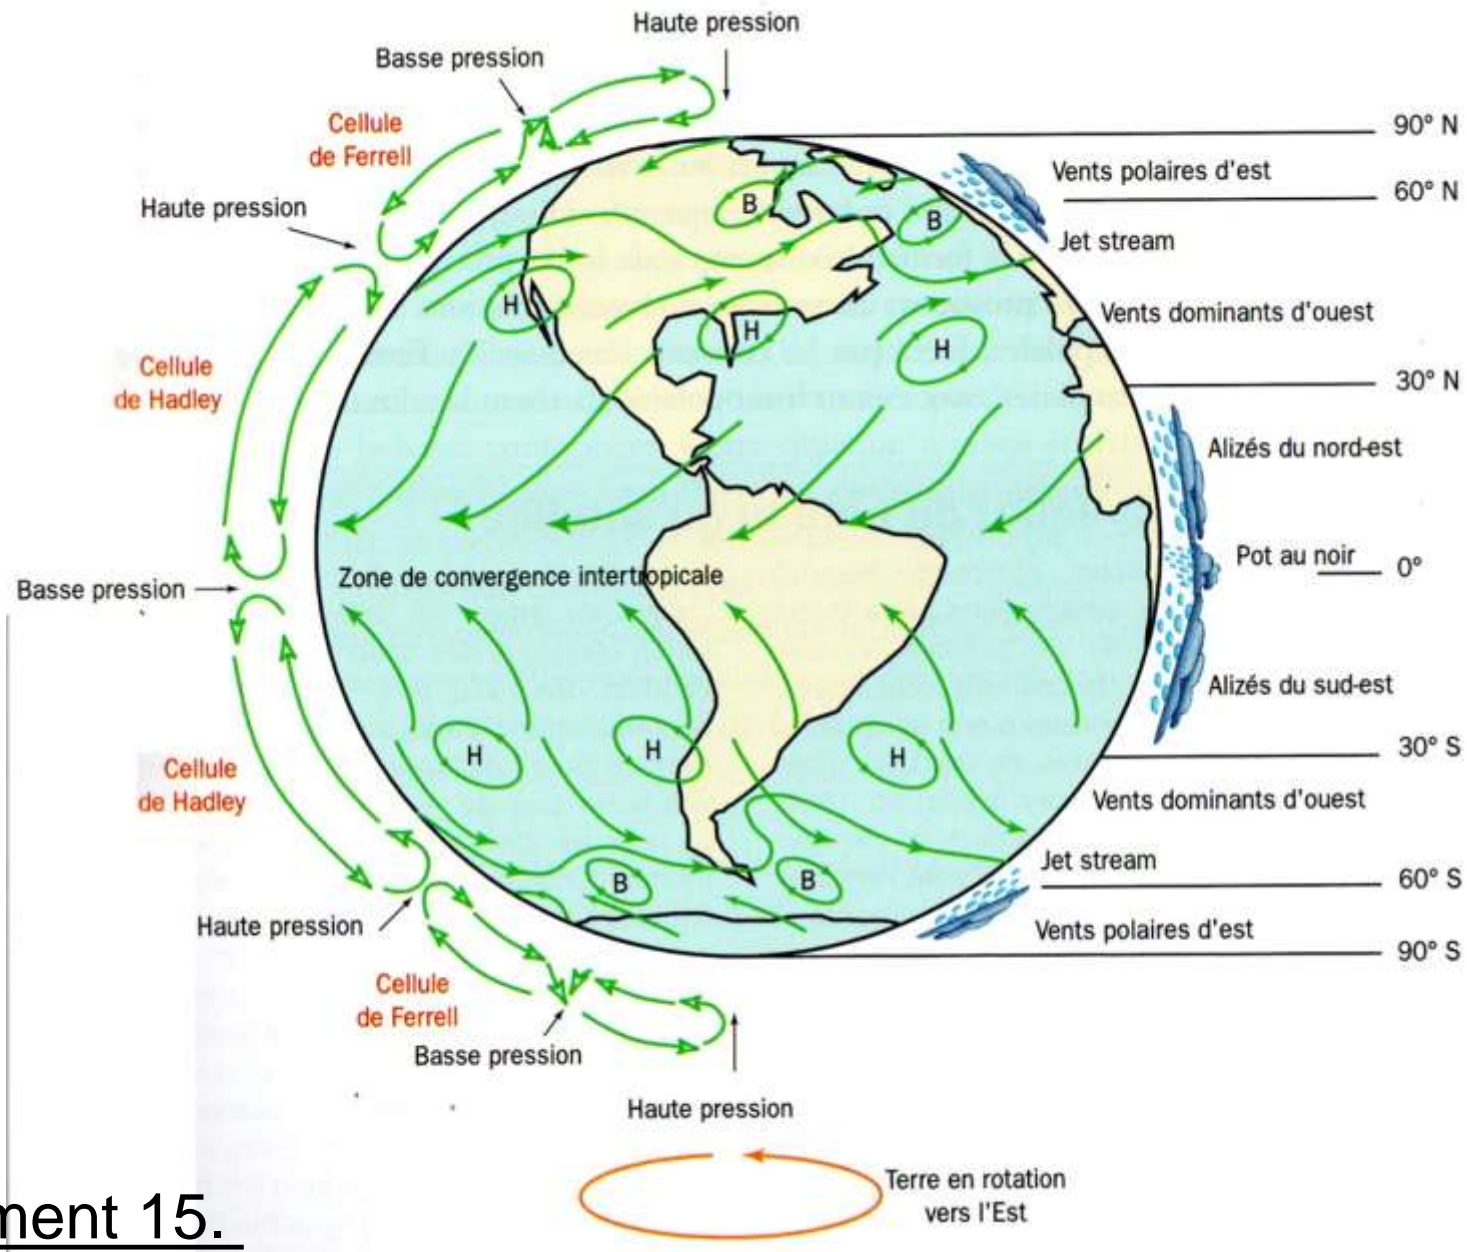 Haute pression
Basse pression
Cellule
de Ferrell
Haute pression
90° N
Vents polaires d'est
60° N
Jet stream
B
B
H
H
H
Vents dominants d'ouest
30° N
Cellule
de Hadley
Alizés du nord-est
Pot au noir
0°
Zone de convergence intertropicale
Basse pression
Alizés du sud-est
H
H
H
30° S
Cellule
de Hadley
Vents dominants d'ouest
Jet stream
B
B
60° S
Haute pression
Vents polaires d'est
90° S
Cellule
de Ferrell
Basse pression
Haute pression
Terre en rotation
vers l'Est
ment 15.